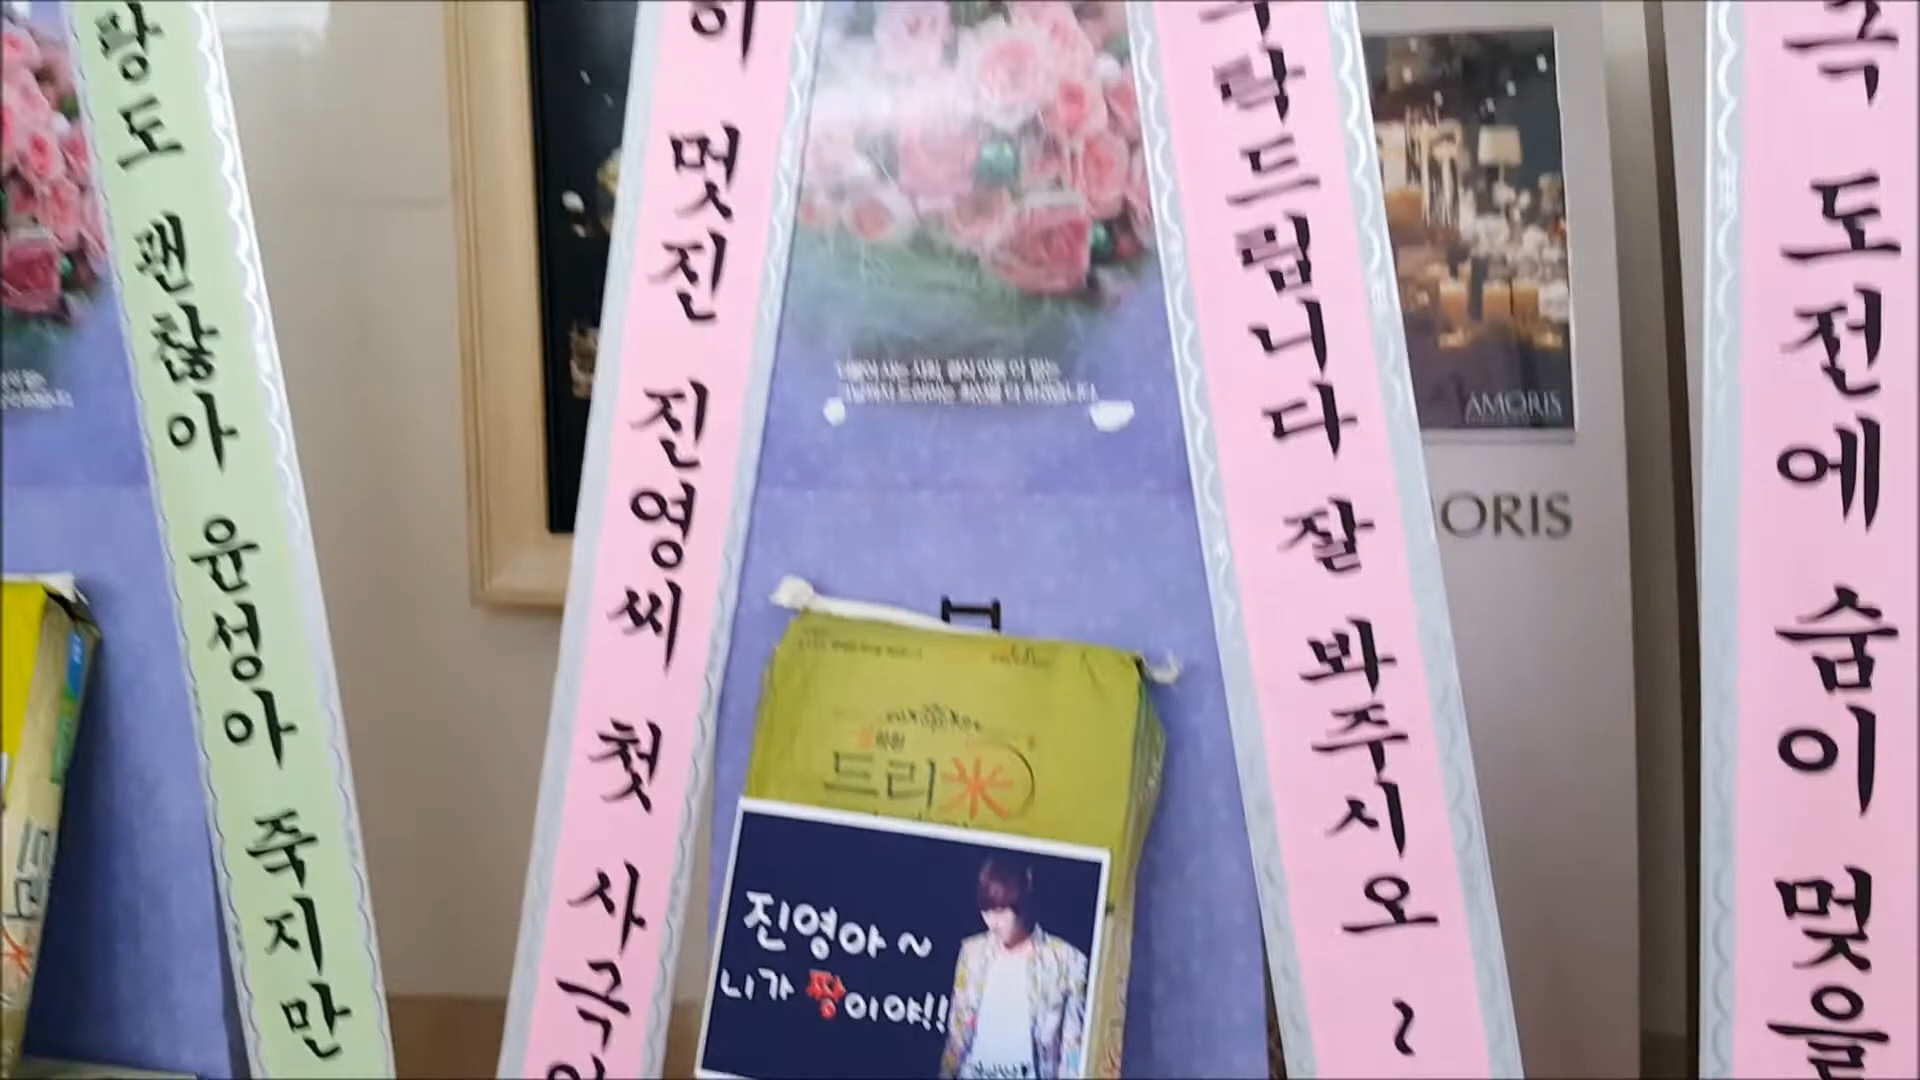 랑도 괜찮아 윤성아 죽지만
히 멋진 진영씨 첫 사극
탁드립니다 잘 봐주시오 ~
극 도전에 숨이 멎을
AMORIS
ORIS
드리米
진영아 ~
니가 짱이야!!